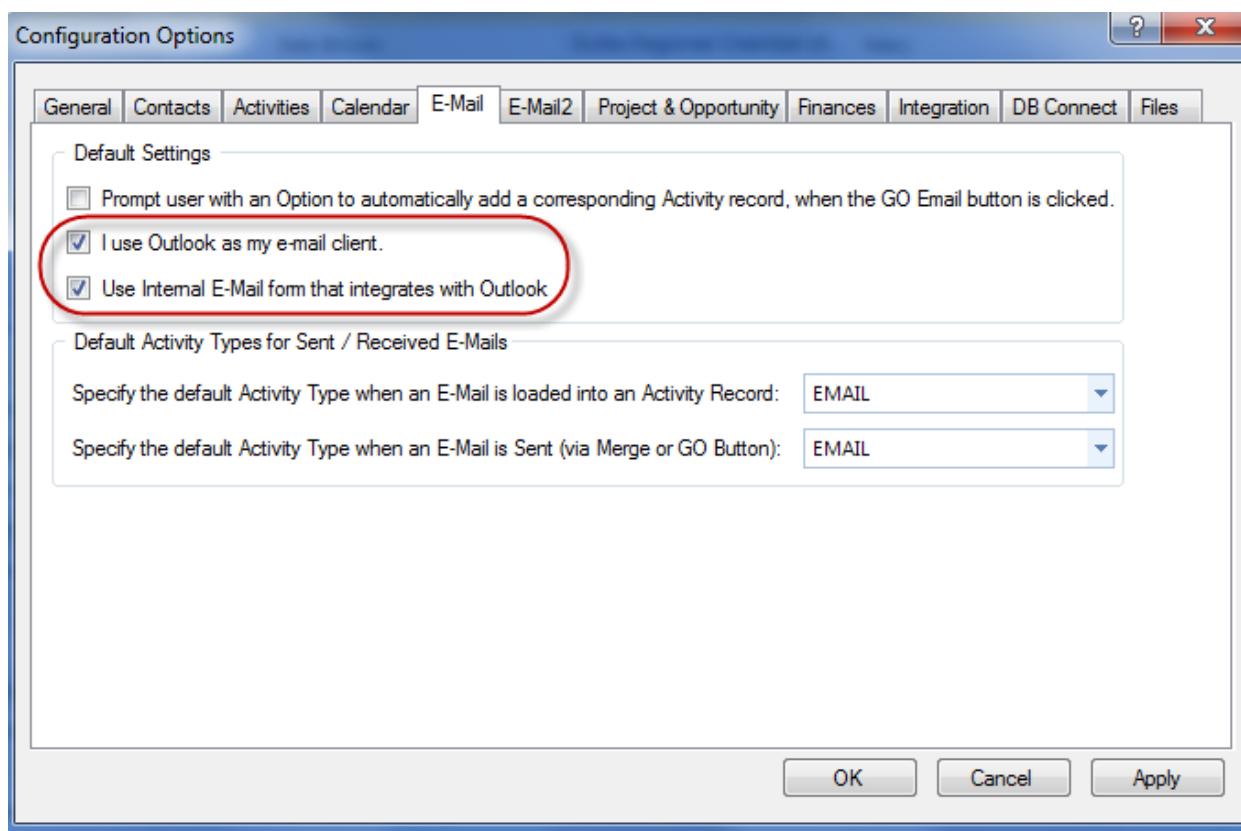 Configuration Options
General Contacts Activities Calendar E-Mail E-Mail2 Project & Opportunity Finances Integration DB Connect Files
Default Settings
Prompt user with an Option to automatically add a corresponding Activity record, when the GO Email button is clicked.
I use Outlook as my e-mail client.
Use Internal E-Mail form that integrates with Outlook
Default Activity Types for Sent / Received E-Mails
Specify the default Activity Type when an E-Mail is loaded into an Activity Record: EMAIL
Specify the default Activity Type when an E-Mail is Sent (via Merge or GO Button): EMAIL
OK Cancel Apply